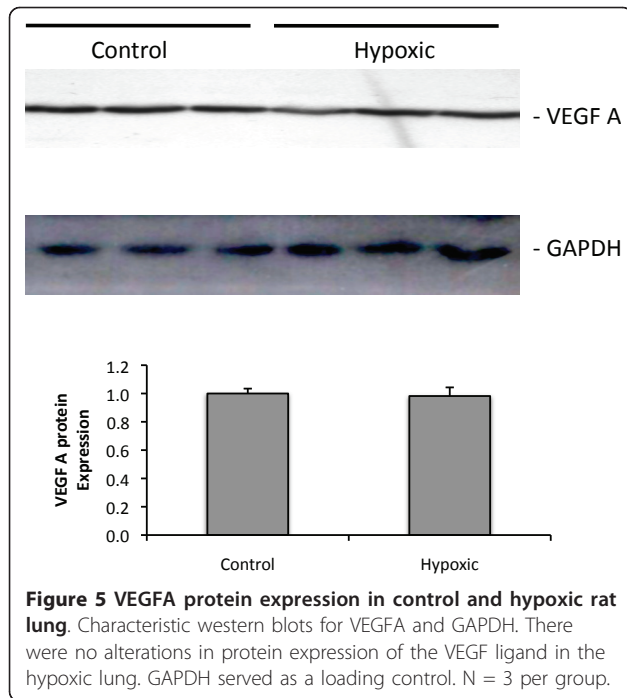 Control Hypoxic
- VEGF A
- GAPDH
VEGF A protein
Expression
1.2
1.0
0.8
0.6
0.4
0.2
0.0
Control Hypoxic
Figure 5 VEGFA protein expression in control and hypoxic rat
lung. Characteristic western blots for VEGFA and GAPDH. There
were no alterations in protein expression of the VEGF ligand in the
hypoxic lung. GAPDH served as a loading control. N = 3 per group.